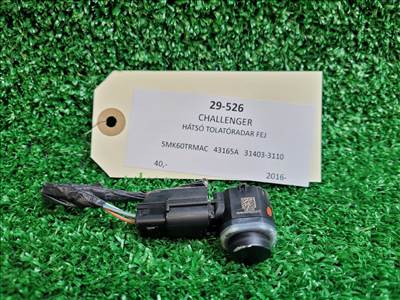 29-526
CHALLENGER
HÁTSÓ TOLATÓRADAR FEJ
5MK60TRMAC 43165A 31403-3110
40,-
2016-